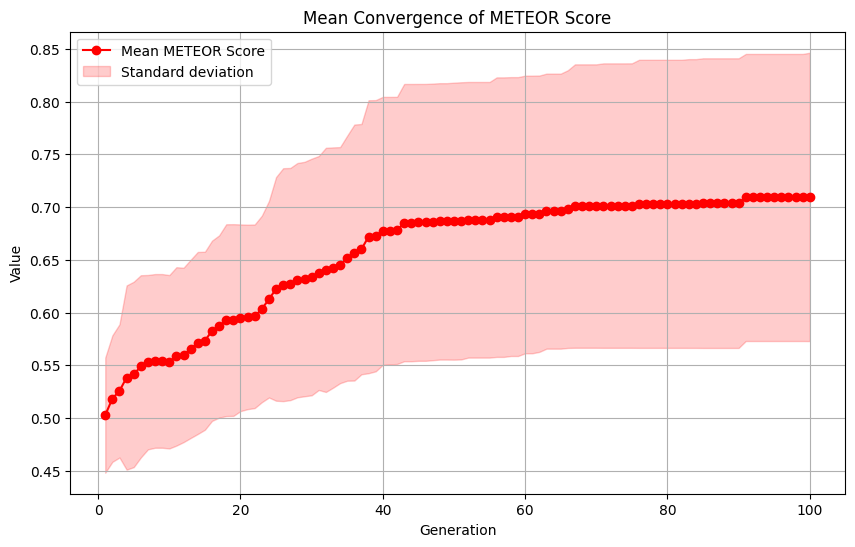 Mean Convergence of METEOR Score
Mean METEOR Score
Standard deviation
0.85
0.80
0.75
0.70
0.65
0.60
0.55
0.50
0.45
Value
0 20 40 60 80 100
Generation